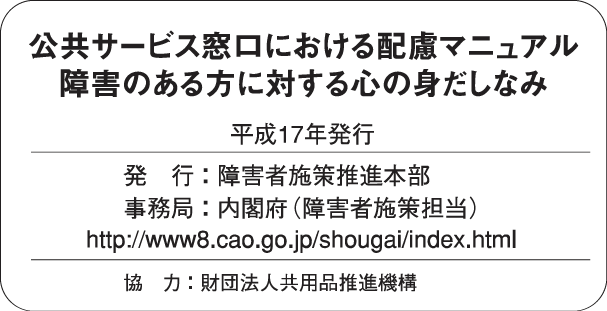 公共サービス窓口における配慮マニュアル
障害のある方に対する心の身だしなみ
平成17年発行
発　行：障害者施策推進本部
事務局：内閣府（障害者施策担当）
http://www8.cao.go.jp/shougai/index.html
協　力：財団法人共用品推進機構